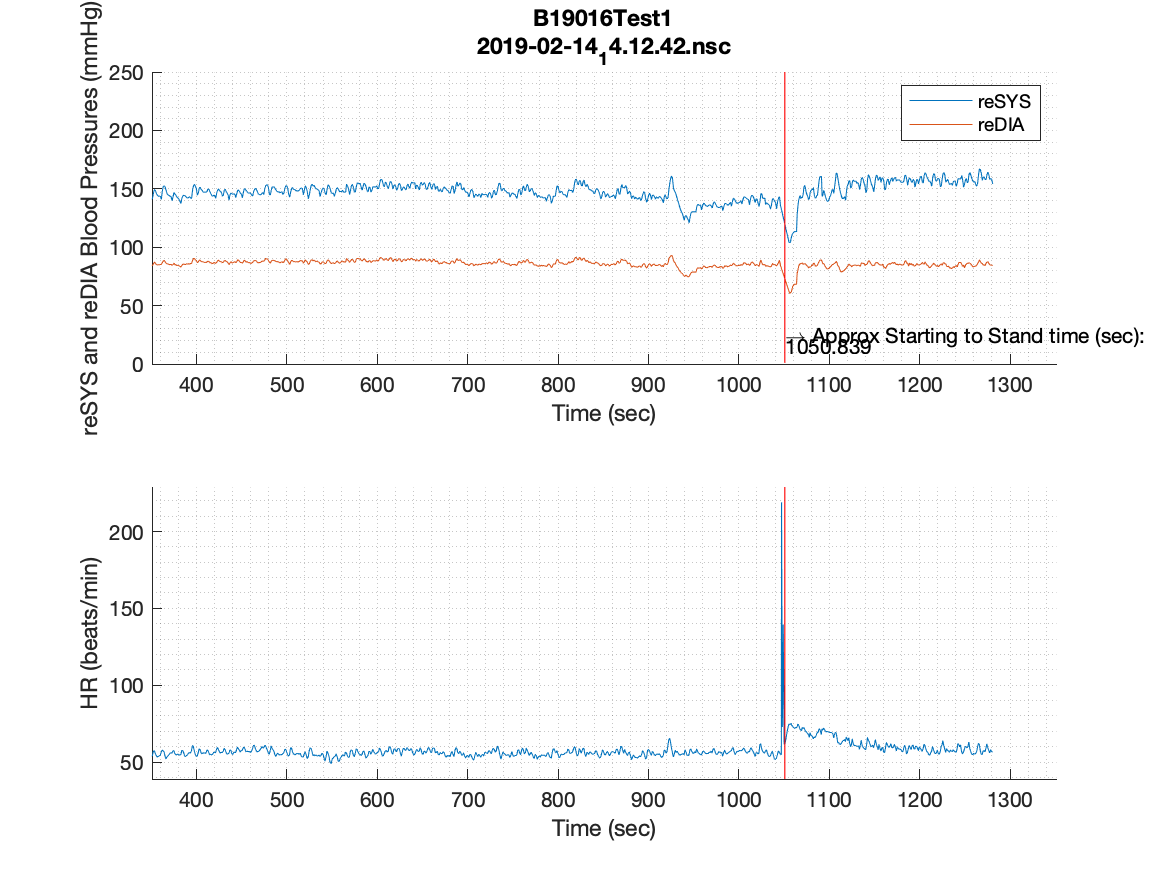 B19016Test1
2019-02-14₁4.12.42.nsc
reSYS and reDIA Blood Pressures (mmHg)
250
200
150
100
50
0
reSYS
reDIA
→ Approx Starting to Stand time (sec):
1050.839
400 500 600 700 800 900 1000 1100 1200 1300
Time (sec)
HR (beats/min)
200
150
100
50
400 500 600 700 800 900 1000 1100 1200 1300
Time (sec)